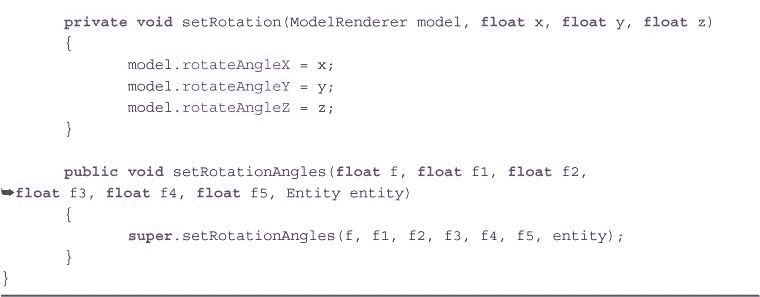 private void setRotation(ModelRenderer model, float x, float y, float z)
{
model.rotateAngleX = x;
model.rotateAngleY = y;
model.rotateAngleZ = z;
}
public void setRotationAngles(float f, float f1, float f2,
➥float f3, float f4, float f5, Entity entity)
{
super.setRotationAngles(f, f1, f2, f3, f4, f5, entity);
}
}